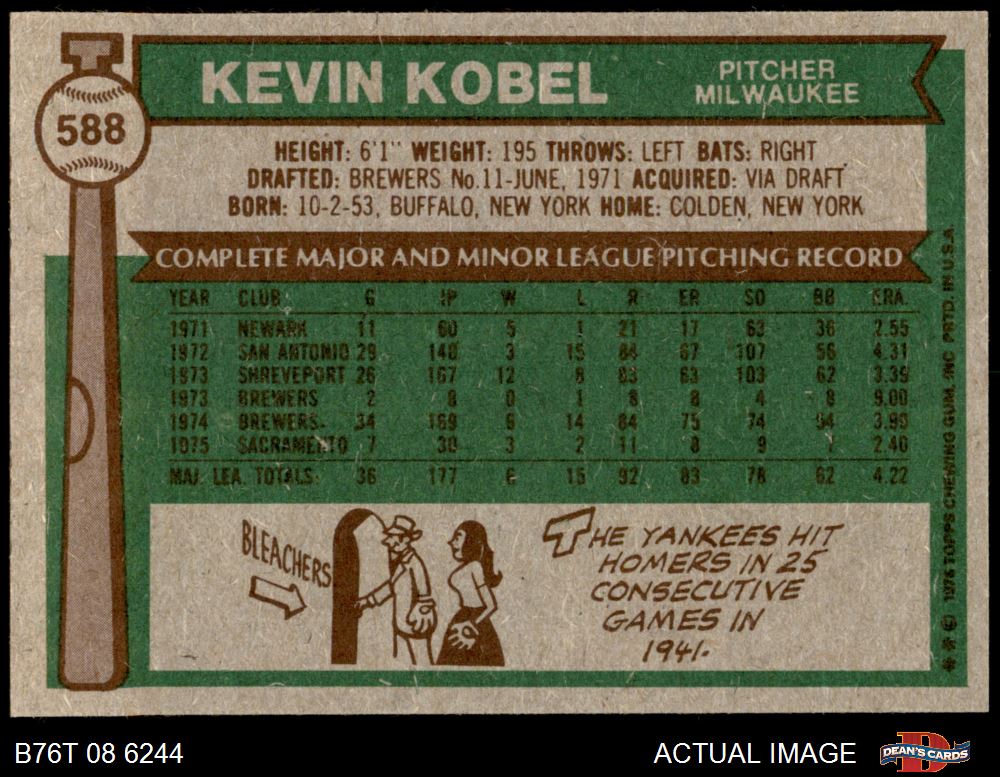 588
KEVIN KOBEL
PITCHER
MILWAUKEE
HEIGHT: 6'1" WEIGHT: 195 THROWS: LEFT BATS: RIGHT
DRAFTED: BREWERS No.11-JUNE, 1971 ACQUIRED: VIA DRAFT
BORN: 10-2-53, BUFFALO, NEW YORK HOME: COLDEN, NEW YORK
COMPLETE MAJOR AND MINOR LEAGUE PITCHING RECORD
YEAR CLUB G IP W L R ER SO BB ERA.
1971 NEWARK 11 60 5 1 21 17 63 36 2.55
1972 SAN ANTONIO 29 140 3 15 84 67 107 56 4.31
1973 SHREVEPORT 26 167 12 8 83 63 103 62 3.39
1973 BREWERS 2 8 0 1 8 8 4 8 9.00
1974 BREWERS 34 169 6 14 84 75 74 54 3.99
1975 SACRAMENTO 7 30 3 2 11 8 9 7 2.40
MAJ. LEA. TOTALS: 36 177 6 15 92 83 78 62 4.22
BLEACHERS
THE YANKEES HIT
HOMERS IN 25
CONSECUTIVE
GAMES IN
1941.
** © 1976 TOPPS CHEWING GUM, INC PRTD. IN U.S.A.
B76T 08 6244
ACTUAL IMAGE
D
DEAN'S CARDS